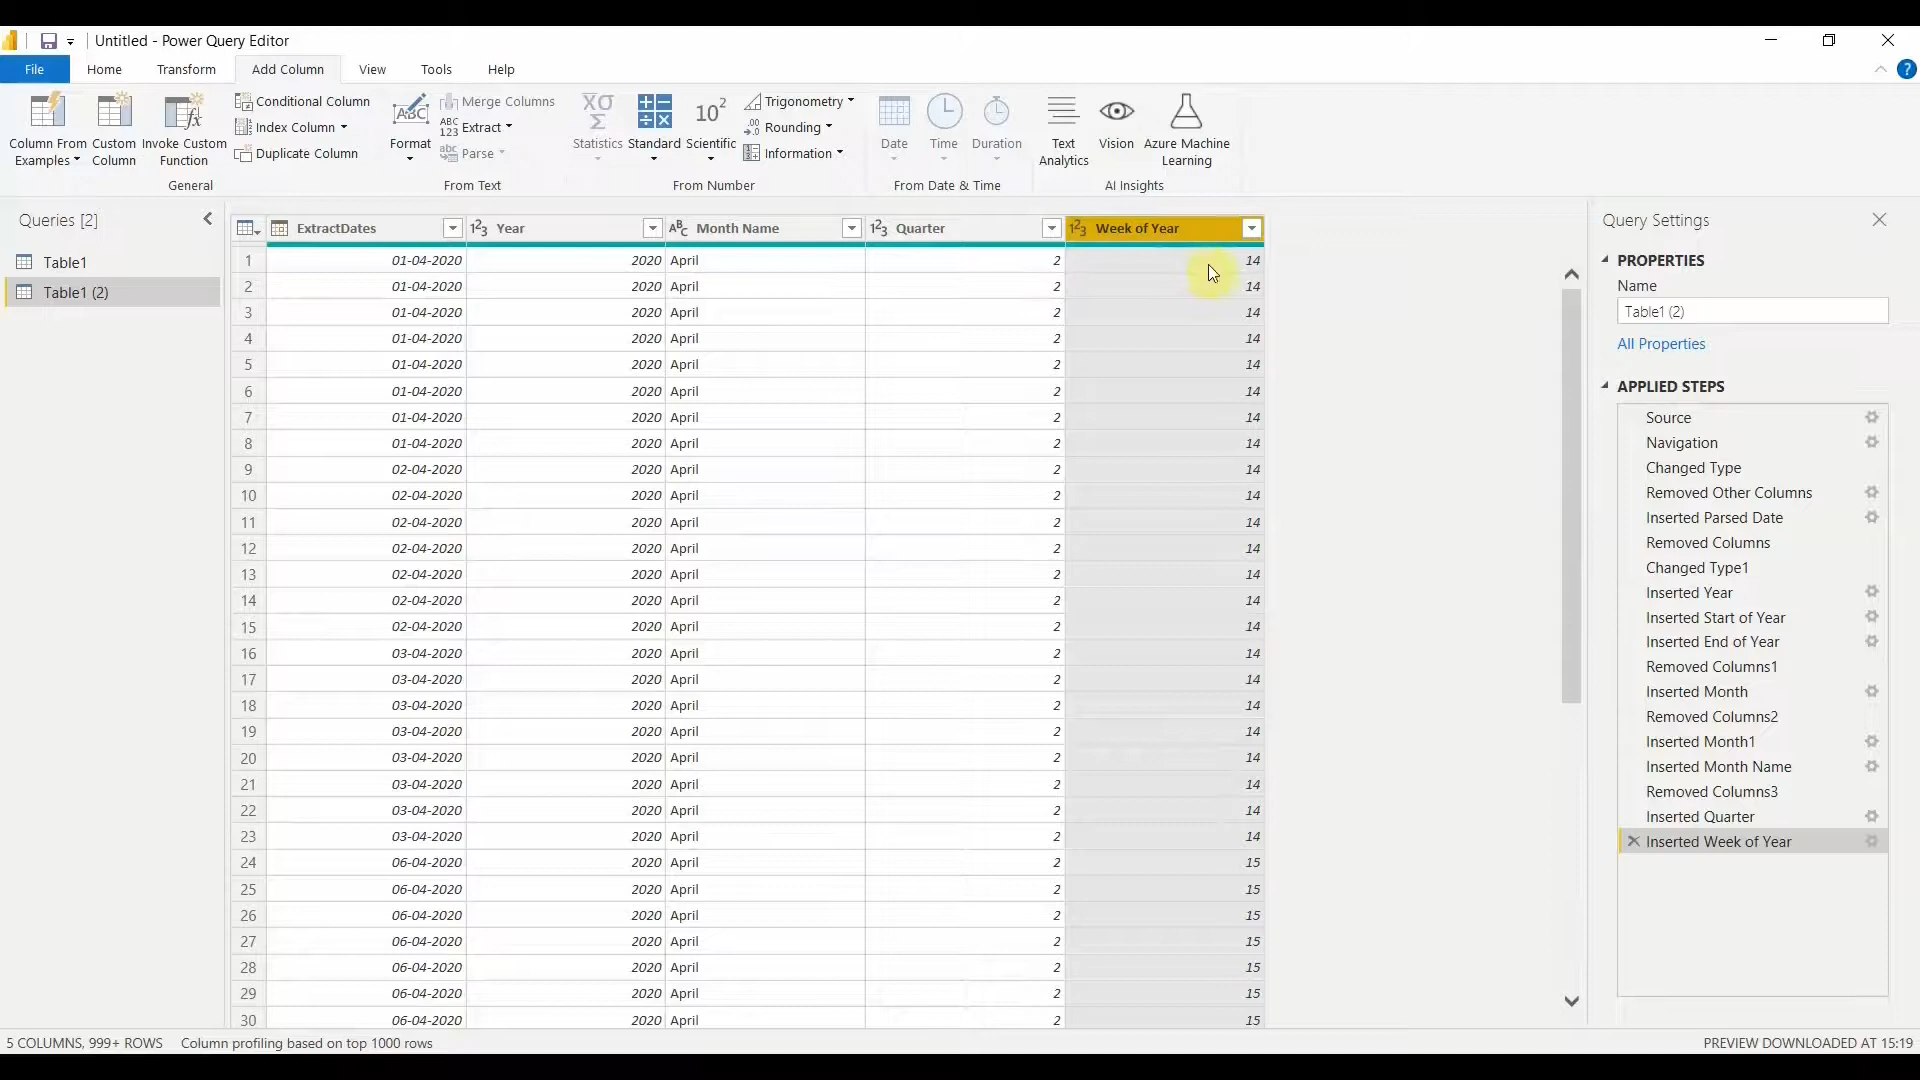 Untitled - Power Query Editor
File Home Transform Add Column View Tools Help
Column From Examples
Custom Column
Invoke Custom Function
Conditional Column
Index Column
Duplicate Column
General
Format
Merge Columns
Extract
Parse
From Text
Statistics
Standard
Scientific
Trigonometry
Rounding
Information
From Number
Date
Time
Duration
From Date & Time
Text Analytics
Vision
Azure Machine Learning
AI Insights
Queries [2]
Table1
Table1 (2)
ExtractDates Year Month Name Quarter Week of Year
1 01-04-2020 2020 April 2 14
2 01-04-2020 2020 April 2 14
3 01-04-2020 2020 April 2 14
4 01-04-2020 2020 April 2 14
5 01-04-2020 2020 April 2 14
6 01-04-2020 2020 April 2 14
7 01-04-2020 2020 April 2 14
8 01-04-2020 2020 April 2 14
9 02-04-2020 2020 April 2 14
10 02-04-2020 2020 April 2 14
11 02-04-2020 2020 April 2 14
12 02-04-2020 2020 April 2 14
13 02-04-2020 2020 April 2 14
14 02-04-2020 2020 April 2 14
15 02-04-2020 2020 April 2 14
16 03-04-2020 2020 April 2 14
17 03-04-2020 2020 April 2 14
18 03-04-2020 2020 April 2 14
19 03-04-2020 2020 April 2 14
20 03-04-2020 2020 April 2 14
21 03-04-2020 2020 April 2 14
22 03-04-2020 2020 April 2 14
23 03-04-2020 2020 April 2 14
24 06-04-2020 2020 April 2 15
25 06-04-2020 2020 April 2 15
26 06-04-2020 2020 April 2 15
27 06-04-2020 2020 April 2 15
28 06-04-2020 2020 April 2 15
29 06-04-2020 2020 April 2 15
30 06-04-2020 2020 April 2 15
Query Settings
PROPERTIES
Name
Table1 (2)
All Properties
APPLIED STEPS
Source
Navigation
Changed Type
Removed Other Columns
Inserted Parsed Date
Removed Columns
Changed Type1
Inserted Year
Inserted Start of Year
Inserted End of Year
Removed Columns1
Inserted Month
Removed Columns2
Inserted Month1
Inserted Month Name
Removed Columns3
Inserted Quarter
Inserted Week of Year
5 COLUMNS, 999+ ROWS Column profiling based on top 1000 rows
PREVIEW DOWNLOADED AT 15:19